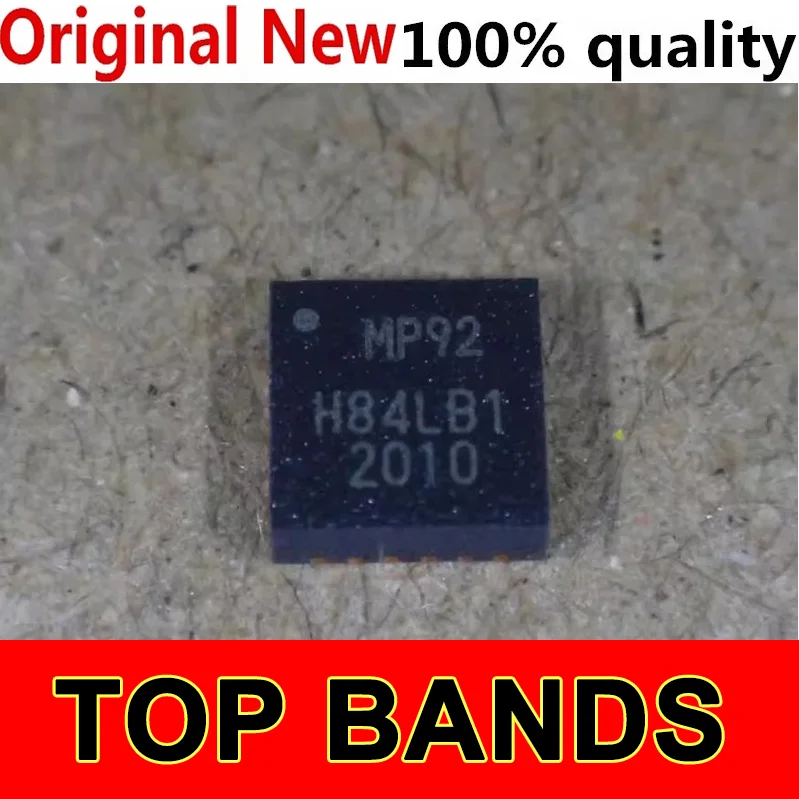 Original New 100% quality
MP92
H84LB1
2010
TOP BANDS